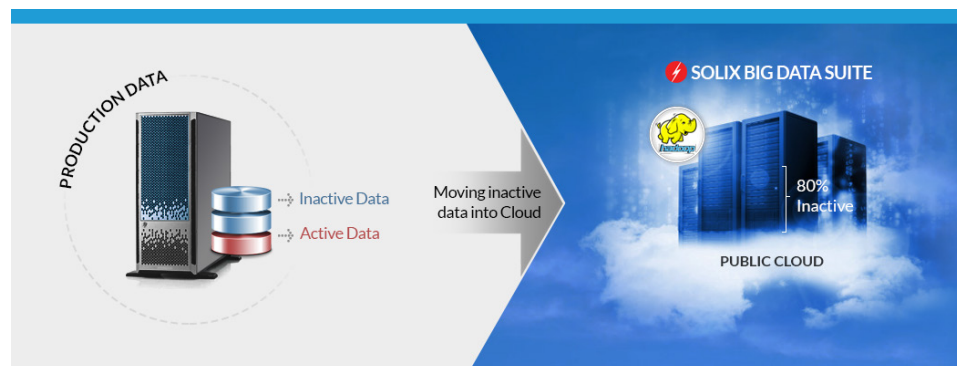 PRODUCTION DATA
Inactive Data
Active Data
Moving inactive
data into Cloud
SOLIX BIG DATA SUITE
hadoop
80%
Inactive
PUBLIC CLOUD